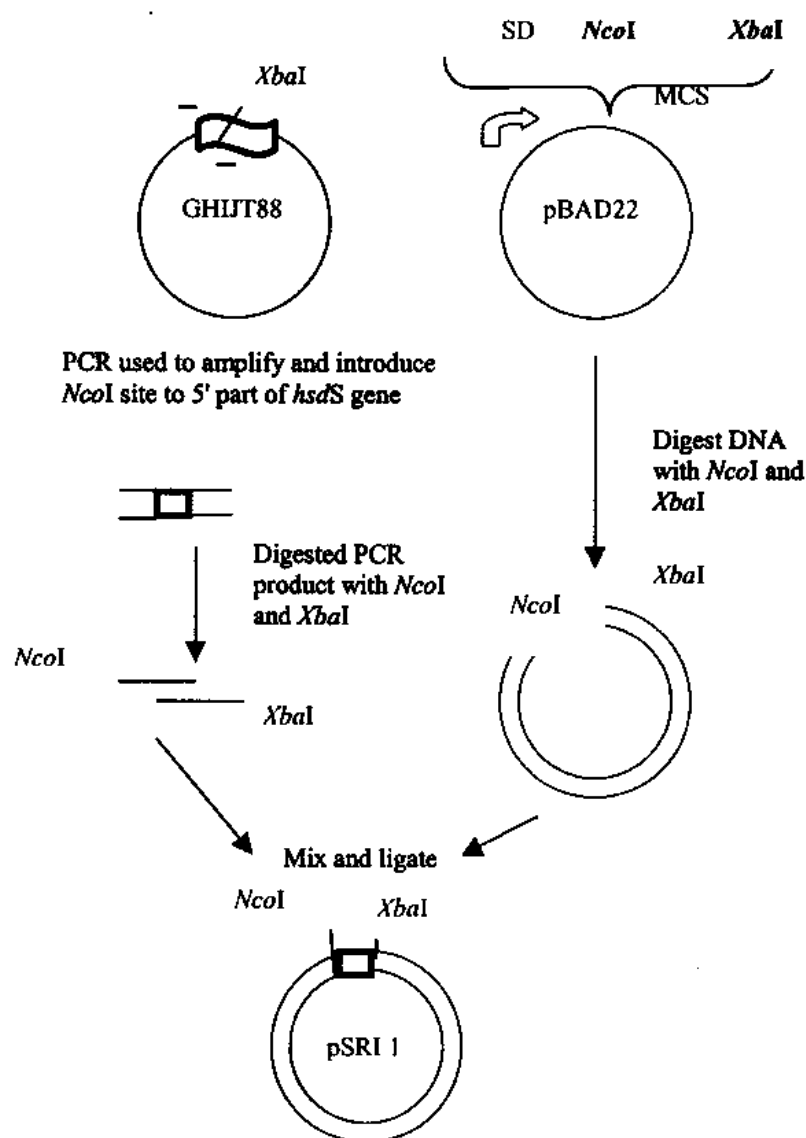 SD NcoI XbaI
XbaI
MCS
GHIJT88
pBAD22
PCR used to amplify and introduce
NcoI site to 5' part of hsdS gene
Digest DNA
with NcoI and
XbaI
Digested PCR
product with NcoI
and XbaI
NcoI
XbaI
NcoI
XbaI
Mix and ligate
NcoI
XbaI
pSRI 1